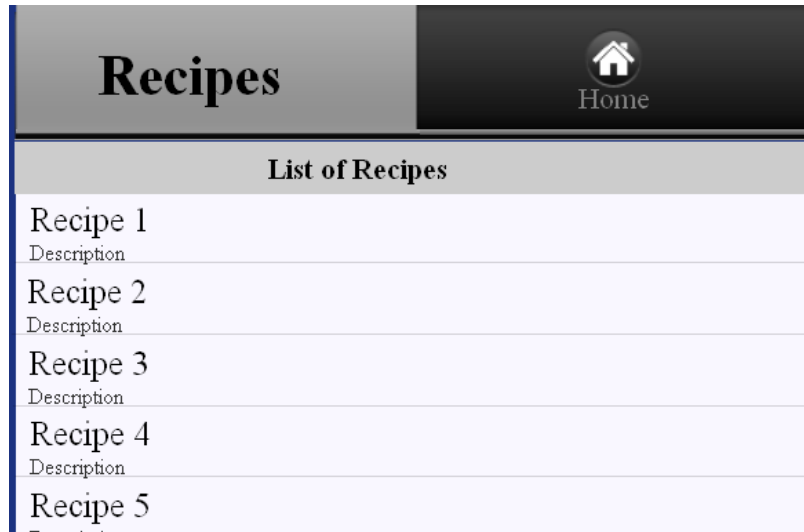 Recipes
Home
List of Recipes
Recipe 1
Description
Recipe 2
Description
Recipe 3
Description
Recipe 4
Description
Recipe 5